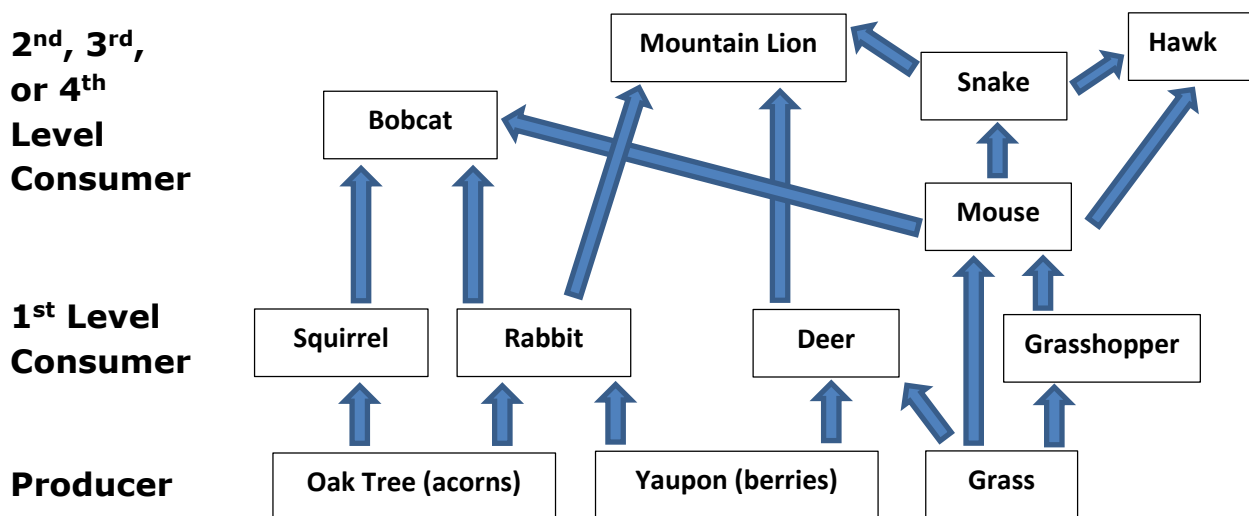 2nd, 3rd,
or 4th
Level
Consumer
Mountain Lion
Hawk
Snake
Bobcat
Mouse
1st Level
Consumer
Squirrel
Rabbit
Deer
Grasshopper
Producer
Oak Tree (acorns)
Yaupon (berries)
Grass